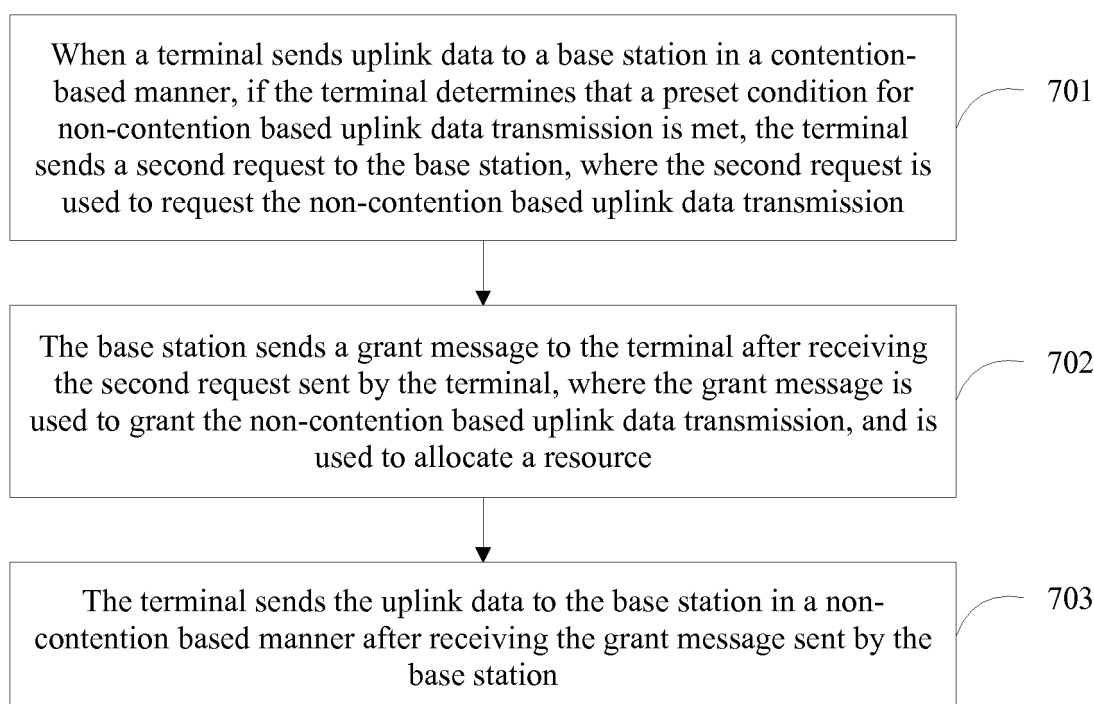 When a terminal sends uplink data to a base station in a contention-
based manner, if the terminal determines that a preset condition for
non-contention based uplink data transmission is met, the terminal
sends a second request to the base station, where the second request is
used to request the non-contention based uplink data transmission
701
The base station sends a grant message to the terminal after receiving
the second request sent by the terminal, where the grant message is
used to grant the non-contention based uplink data transmission, and is
used to allocate a resource
702
The terminal sends the uplink data to the base station in a non-
contention based manner after receiving the grant message sent by the
base station
703